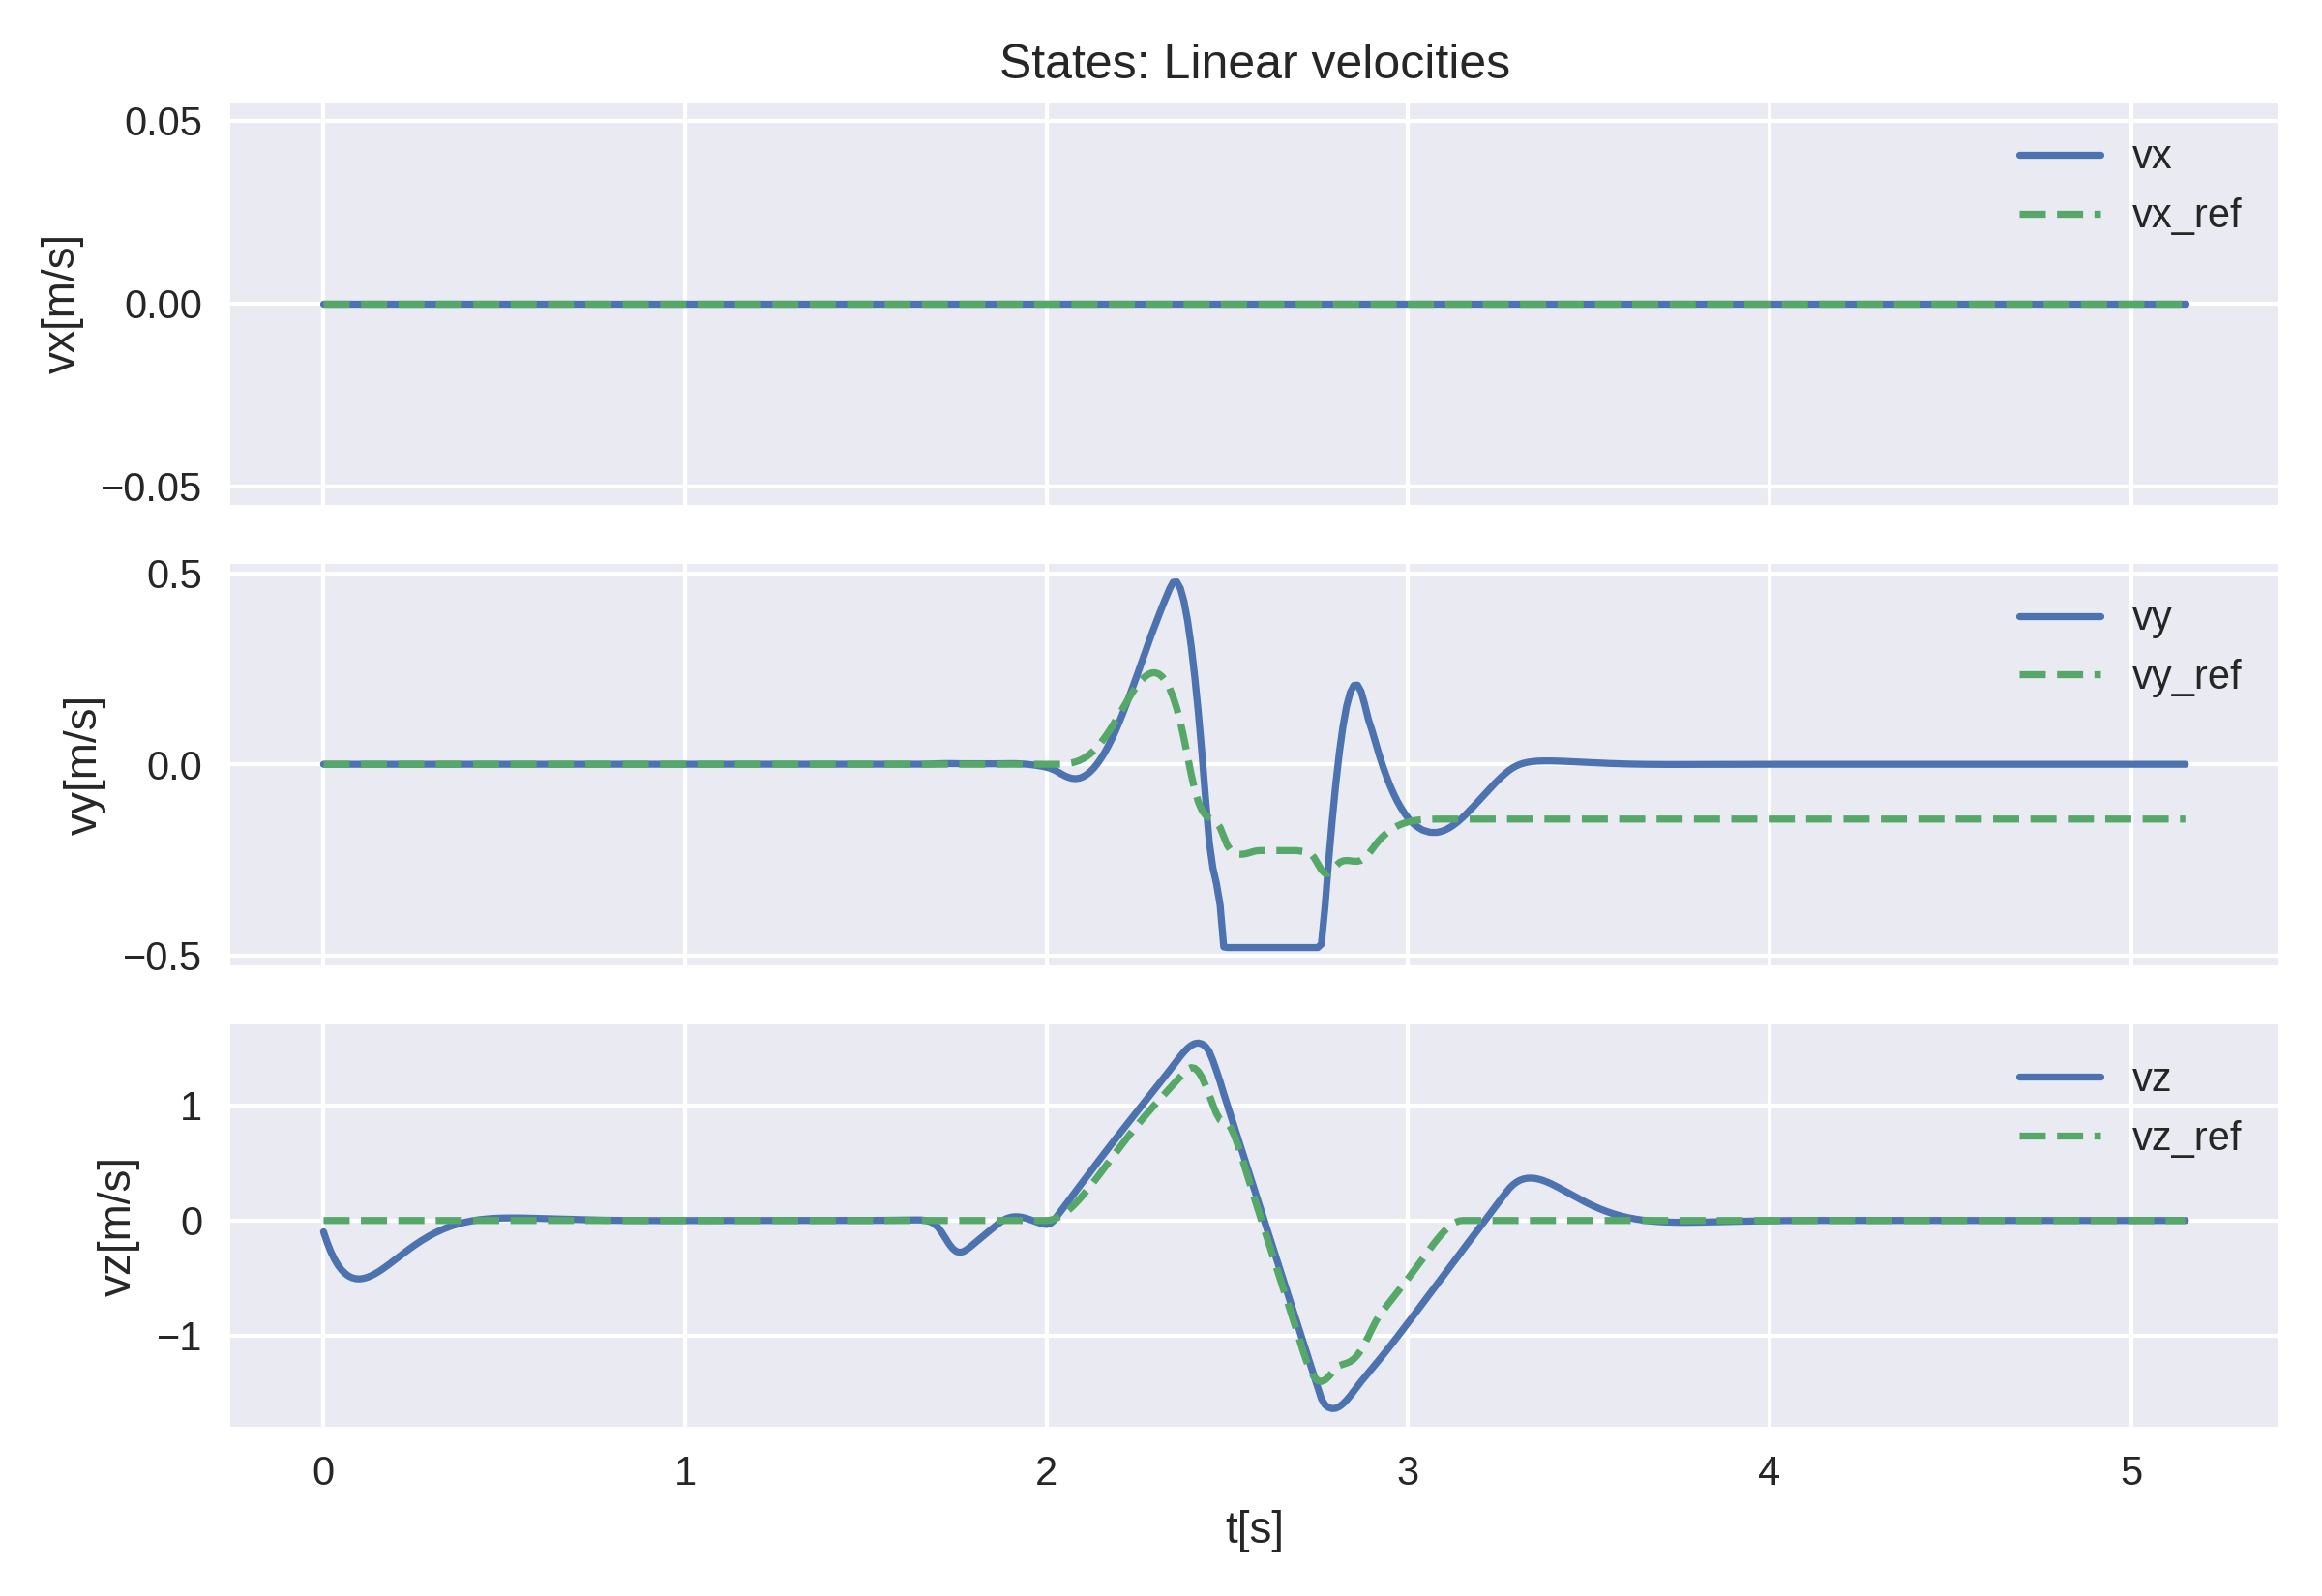 States: Linear velocities
0.05
0.00
−0.05
vx[m/s]
vx
vx_ref
0.5
0.0
−0.5
vy[m/s]
vy
vy_ref
1
0
−1
vz[m/s]
vz
vz_ref
0 1 2 3 4 5
t[s]